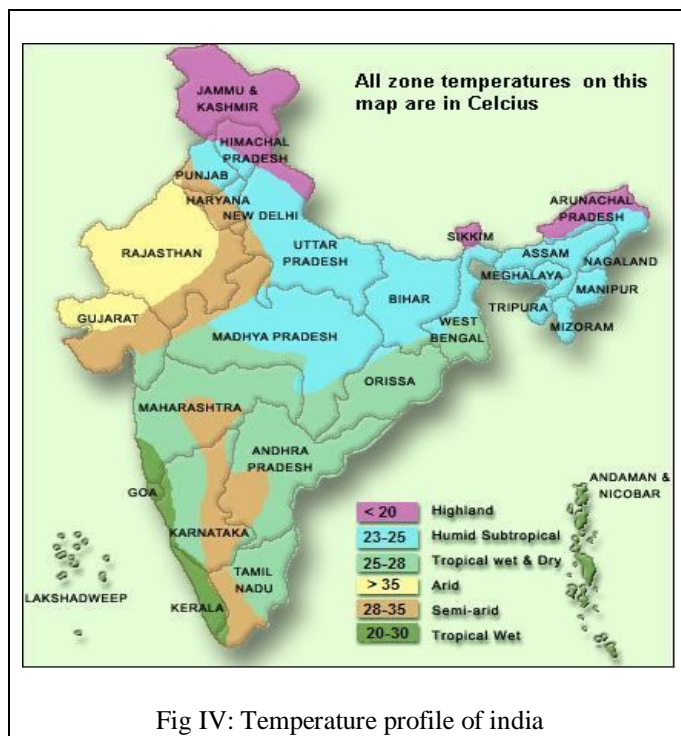 All zone temperatures on this
map are in Celcius
JAMMU &
KASHMIR
HIMACHAL
PRADESH
PUNJAB
HARYANA
NEW DELHI
ARUNACHAL
PRADESH
SIKKIM
RAJASTHAN
UTTAR
PRADESH
ASSAM
NAGALAND
MEGHALAYA
MANIPUR
BIHAR
TRIPURA
MIZORAM
GUJARAT
MADHYA PRADESH
WEST
BENGAL
ORISSA
MAHARASHTRA
ANDHRA
PRADESH
ANDAMAN &
NICOBAR
GOA
KARNATAKA
TAMIL
NADU
LAKSHADWEEP
KERALA
< 20 Highland
23-25 Humid Subtropical
25-28 Tropical wet & Dry
> 35 Arid
28-35 Semi-arid
20-30 Tropical Wet
Fig IV: Temperature profile of india